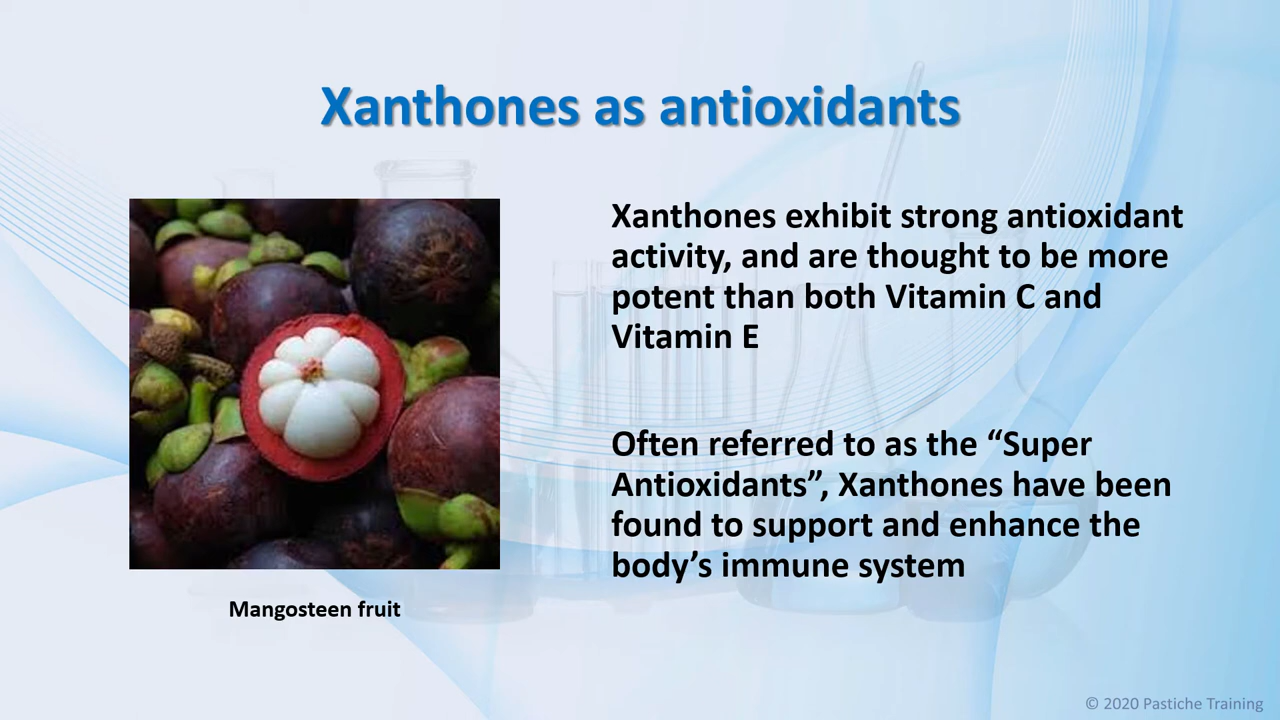 Xanthones as antioxidants
Xanthones exhibit strong antioxidant
activity, and are thought to be more
potent than both Vitamin C and
Vitamin E
Often referred to as the “Super
Antioxidants”, Xanthones have been
found to support and enhance the
body’s immune system
Mangosteen fruit
© 2020 Pastiche Training